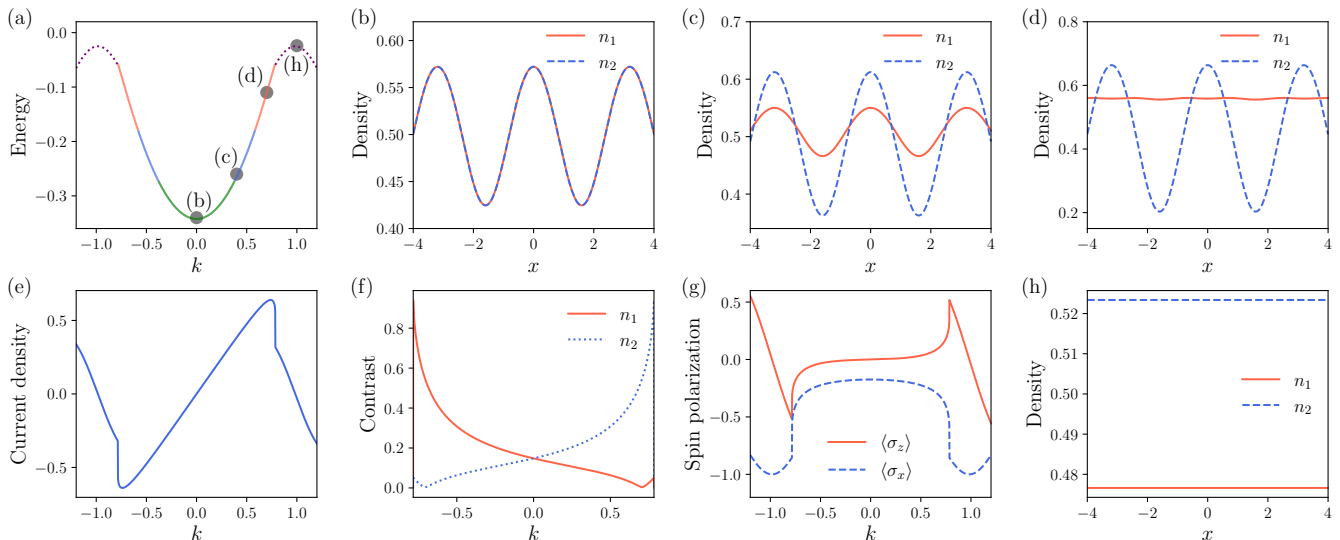 (a)
0.0
−0.1
−0.2
−0.3
Energy
(b)
(c)
(d)
(h)
−1.0 −0.5 0.0 0.5 1.0
k
(b)
0.60
0.55
0.50
0.45
0.40
Density
n1
n2
−4 −2 0 2 4
x
(c)
0.7
0.6
0.5
0.4
Density
n1
n2
−4 −2 0 2 4
x
(d)
0.8
0.6
0.4
0.2
Density
n1
n2
−4 −2 0 2 4
x
(e)
0.5
0.0
−0.5
Current density
−1.0 −0.5 0.0 0.5 1.0
k
(f)
0.8
0.6
0.4
0.2
0.0
Contrast
n1
n2
−0.5 0.0 0.5
k
(g)
0.5
0.0
−0.5
−1.0
Spin polarization
⟨σz⟩
⟨σx⟩
−1.0 −0.5 0.0 0.5 1.0
k
(h)
0.52
0.51
0.50
0.49
0.48
Density
n1
n2
−4 −2 0 2 4
x